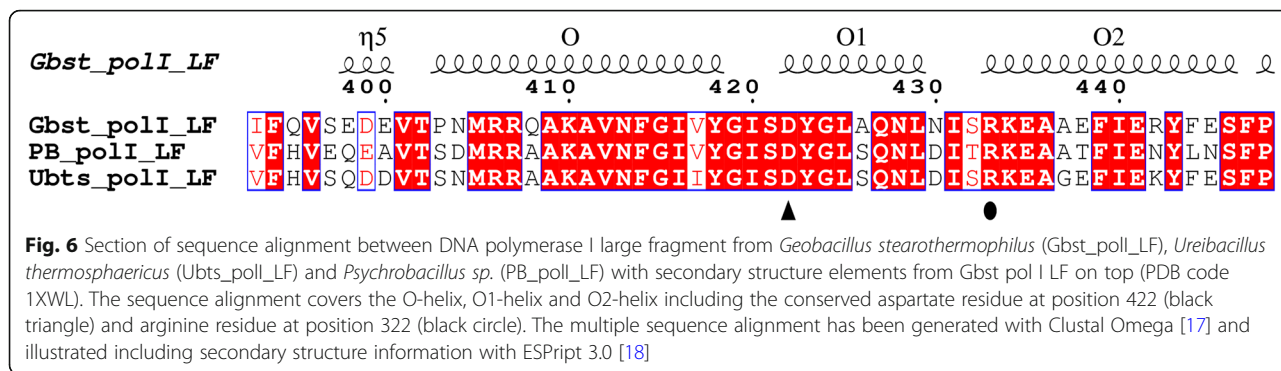 η5 O O1 O2
Gbst_polI_LF
400 410 420 430 440
Gbst_polI_LF IFQVSEDEVTPNMRRQAKAVNFGIVYGISDYGLAQNLNISRKEAAEFIERYFESFP
PB_polI_LF VFHVEQEAVTSDMRRAAKAVNFGIVYGISDYGLSQNLDITRKEAATFIENYLNSFP
Ubts_polI_LF VFHVSQDDVTSNMRRAAKAVNFGIIYGISDYGLSQNLDISRKEAGEFIEKYFESFP
Fig. 6 Section of sequence alignment between DNA polymerase I large fragment from Geobacillus stearothermophilus (Gbst_polI_LF), Ureibacillus
thermosphaericus (Ubts_polI_LF) and Psychrobacillus sp. (PB_polI_LF) with secondary structure elements from Gbst pol I LF on top (PDB code
1XWL). The sequence alignment covers the O-helix, O1-helix and O2-helix including the conserved aspartate residue at position 422 (black
triangle) and arginine residue at position 322 (black circle). The multiple sequence alignment has been generated with Clustal Omega [17] and
illustrated including secondary structure information with ESPript 3.0 [18]